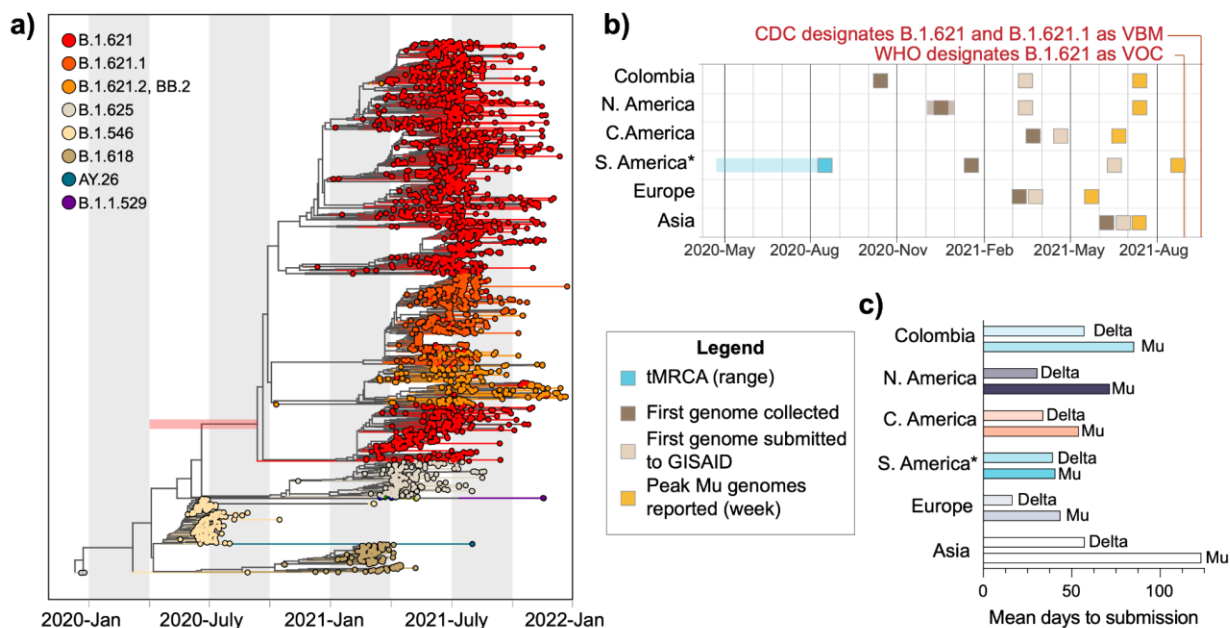 a)
B.1.621
B.1.621.1
B.1.621.2, BB.2
B.1.625
B.1.546
B.1.618
AY.26
B.1.1.529
2020-Jan
2020-July
2021-Jan
2021-July
2022-Jan
b)
CDC designates B.1.621 and B.1.621.1 as VBM
WHO designates B.1.621 as VOC
Colombia
N. America
C.America
S. America*
Europe
Asia
2020-May
2020-Aug
2020-Nov
2021-Feb
2021-May
2021-Aug
Legend
tMRCA (range)
First genome collected
First genome submitted
to GISAID
Peak Mu genomes
reported (week)
c)
Colombia
Delta
Mu
N. America
Delta
Mu
C. America
Delta
Mu
S. America*
Delta
Mu
Europe
Delta
Mu
Asia
Delta
Mu
0
50
100
Mean days to submission